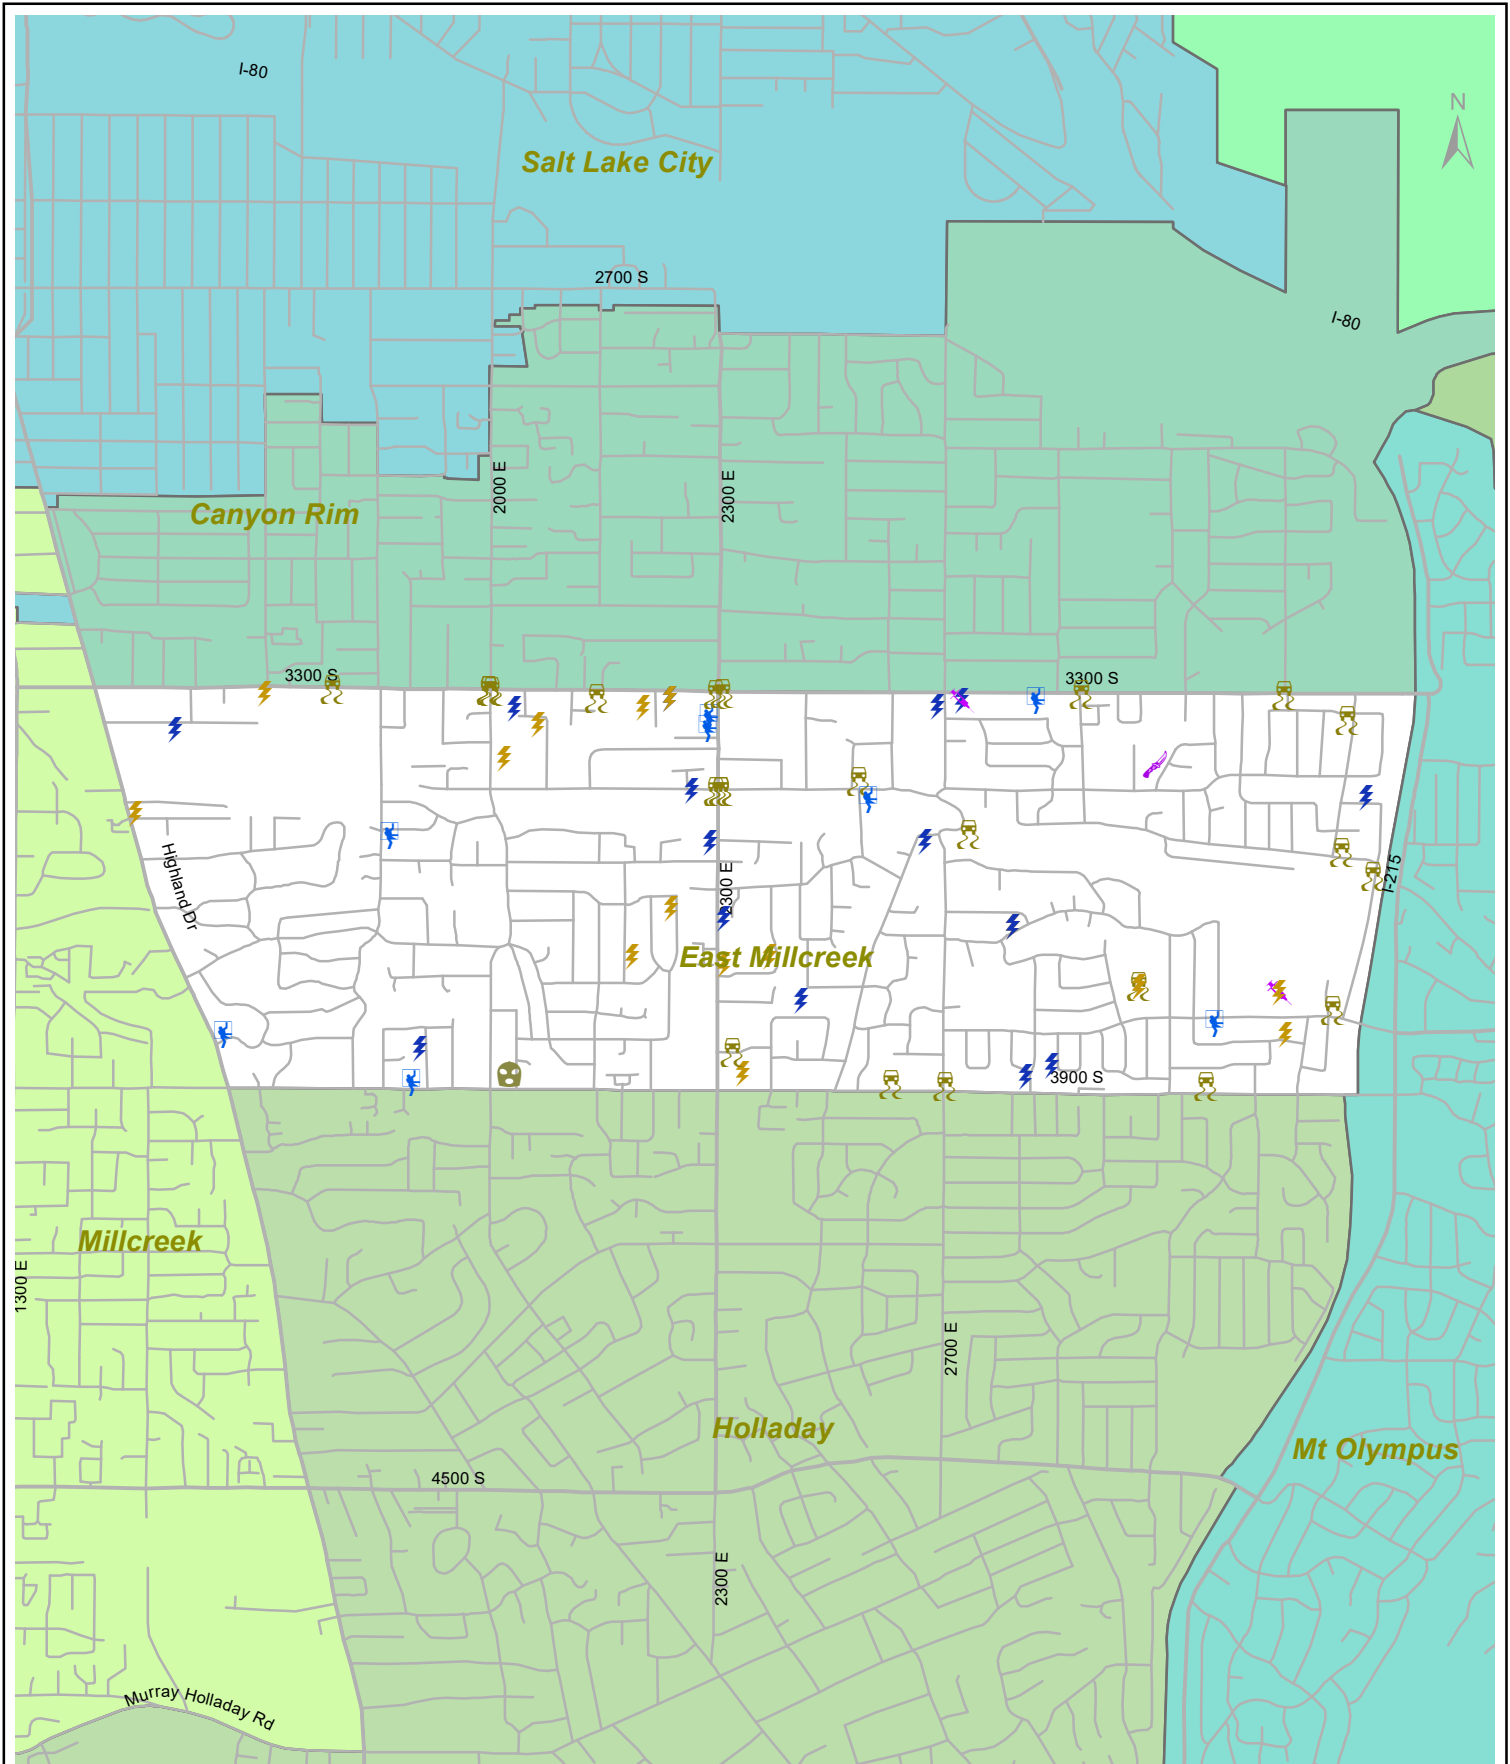 I-80
N
Salt Lake City
2700 S
I-80
2000 E
2300 E
Canyon Rim
3300 S
3300 S
Highland Dr
2300 E
I-215
East Millcreek
3900 S
Millcreek
1300 E
2700 E
Holladay
Mt Olympus
4500 S
2300 E
Murray Holladay Rd